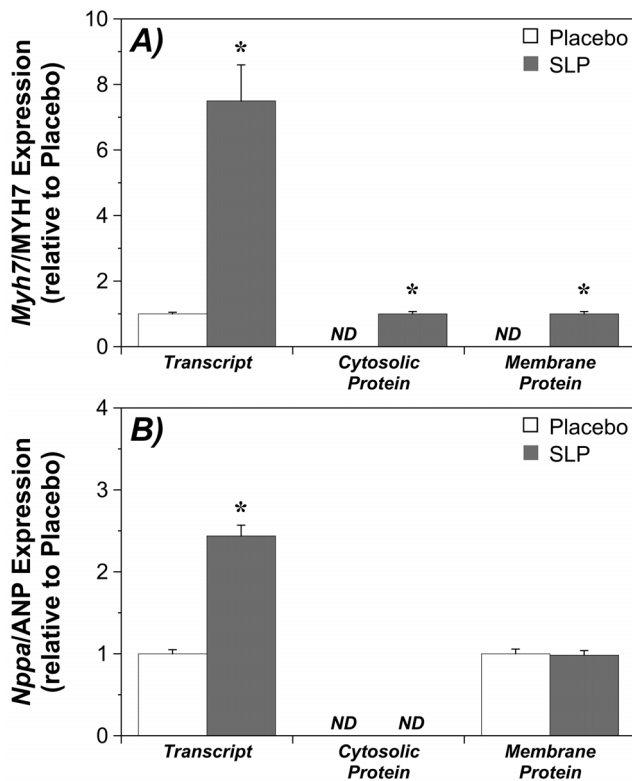 A)
Placebo
SLP
Myh7/MYH7 Expression
(relative to Placebo)
10
8
6
4
2
0
*
*
*
ND
ND
Transcript
Cytosolic
Protein
Membrane
Protein
B)
Placebo
SLP
Nppa/ANP Expression
(relative to Placebo)
4
3
2
1
0
*
ND
ND
Transcript
Cytosolic
Protein
Membrane
Protein